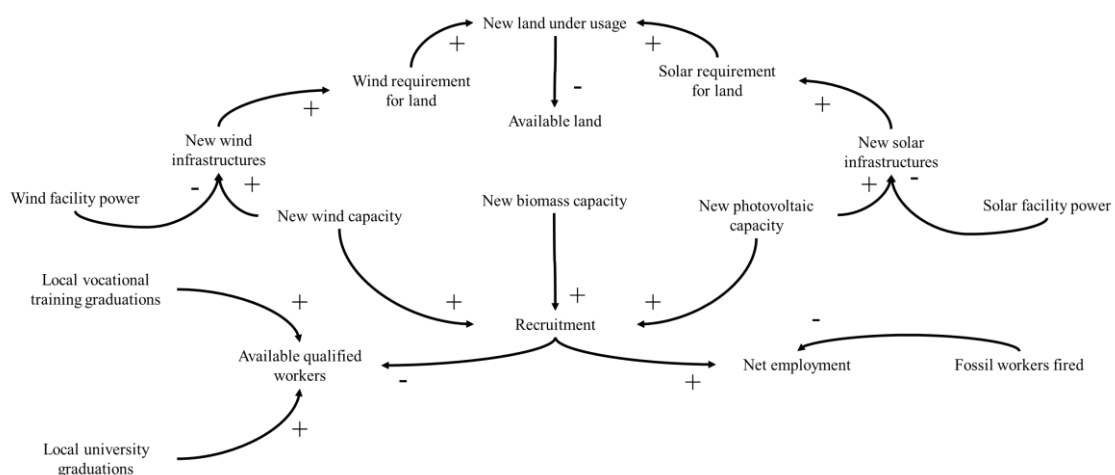 New land under usage
+
+
Wind requirement
for land
Solar requirement
for land
-
+
+
Available land
New wind
infrastructures
New solar
infrastructures
-
+
+
-
Wind facility power
New wind capacity
New biomass capacity
New photovoltaic
capacity
Solar facility power
Local vocational
training graduations
+
+
+
+
Recruitment
-
Available qualified
workers
-
+
Net employment
Fossil workers fired
+
Local university
graduations